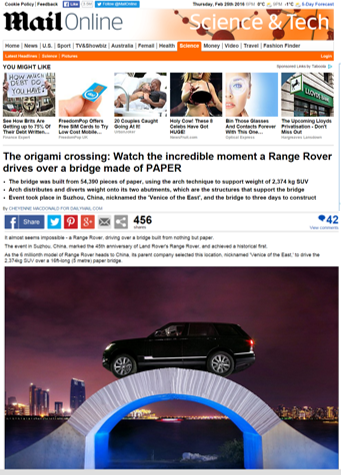 Cookie Policy | Feedback
Like
Follow @MailOnline
Thursday, Feb 25th 2016
5-Day Forecast
Mail Online
Science & Tech
Home | News | U.S. | Sport | TV&Showbiz | Australia | Femail | Health | Science | Money | Video | Travel | Fashion Finder
Latest Headlines | Science | Pictures
Login
YOU MIGHT LIKE
Sponsored Links by Taboola
HOW MUCH DEBT DO YOU HAVE?
LLOYDS
See How Brits Are Getting up to 75% of Their Debt Written...
FreedomPop Offers Free SIM Cards to Try Low Cost Mobile...
20 Couples Caught Going At It!
Holy Cow! These 8 Celebs Have Got HUGE!
Bin Those Glasses And Contacts Forever With This One...
The Upcoming Lloyds Privatisation - Don't Miss Out
The origami crossing: Watch the incredible moment a Range Rover
drives over a bridge made of PAPER
• The bridge was built from 54,390 pieces of paper, using the arch technique to support weight of 2,374 kg SUV
• Arch distributes and diverts weight onto its two abutments, which are the structures that support the bridge
• Event took place in Suzhou, China, nicknamed the 'Venice of the East', and the bridge to three days to construct
By CHEYENNE MACDONALD FOR DAILYMAIL.COM
Share
456
shares
42
View comments
It almost seems impossible - a Range Rover, driving over a bridge built from nothing but paper.
The event in Suzhou, China, marked the 45th anniversary of Land Rover's Range Rover, and achieved a historical first.
As the 6 millionth model of Range Rover heads to China, its parent company selected this location, nicknamed 'Venice of the East,' to drive the
2,374kg SUV over a 16ft-long (5 metre) paper bridge.